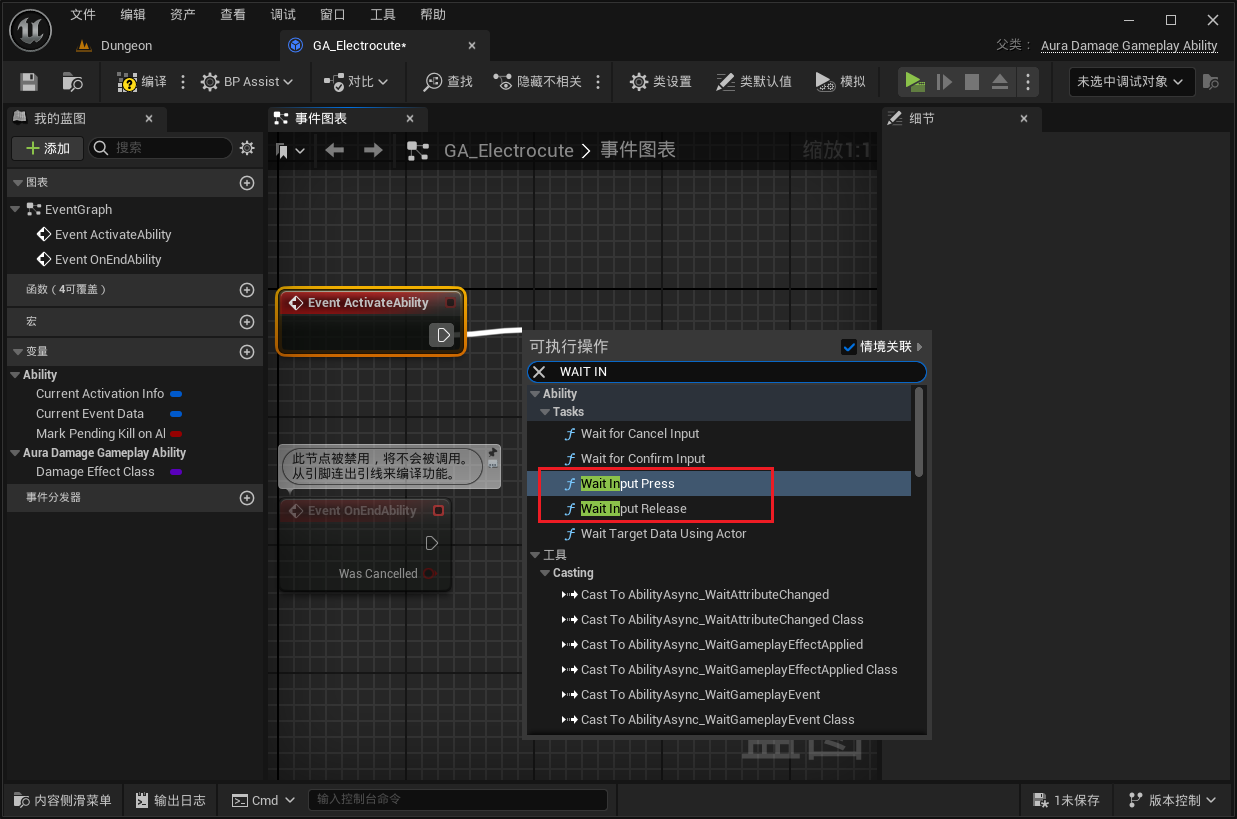 文件 编辑 资产 查看 调试 窗口 工具 帮助
Dungeon
GA_Electrocute*
父类： Aura Damage Gameplay Ability
编译
BP Assist
对比
查找
隐藏不相关
类设置
类默认值
模拟
未选中调试对象
我的蓝图
事件图表
细节
添加
搜索
GA_Electrocute
事件图表
缩放1:1
图表
EventGraph
Event ActivateAbility
Event OnEndAbility
函数（4可覆盖）
宏
变量
Ability
Current Activation Info
Current Event Data
Mark Pending Kill on Al
Aura Damage Gameplay Ability
Damage Effect Class
事件分发器
Event ActivateAbility
此节点被禁用，将不会被调用。
从引脚连出引线来编译功能。
Event OnEndAbility
Was Cancelled
可执行操作
情境关联
WAIT IN
Ability
Tasks
Wait for Cancel Input
Wait for Confirm Input
Wait Input Press
Wait Input Release
Wait Target Data Using Actor
工具
Casting
Cast To AbilityAsync_WaitAttributeChanged
Cast To AbilityAsync_WaitAttributeChanged Class
Cast To AbilityAsync_WaitGameplayEffectApplied
Cast To AbilityAsync_WaitGameplayEffectApplied Class
Cast To AbilityAsync_WaitGameplayEvent
Cast To AbilityAsync_WaitGameplayEvent Class
蓝图
内容侧滑菜单
输出日志
Cmd
输入控制台命令
1未保存
版本控制